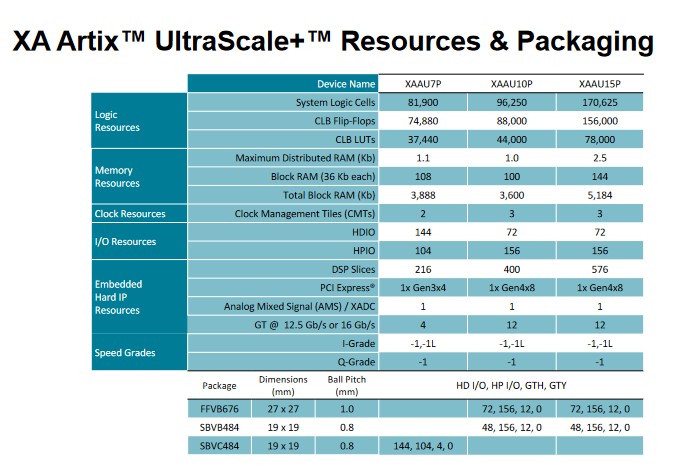 XA Artix™ UltraScale+™ Resources & Packaging
Device Name XAAU7P XAAU10P XAAU15P
Logic Resources
System Logic Cells 81,900 96,250 170,625
CLB Flip-Flops 74,880 88,000 156,000
CLB LUTs 37,440 44,000 78,000
Memory Resources
Maximum Distributed RAM (Kb) 1.1 1.0 2.5
Block RAM (36 Kb each) 108 100 144
Total Block RAM (Kb) 3,888 3,600 5,184
Clock Resources Clock Management Tiles (CMTs) 2 3 3
I/O Resources
HDIO 144 72 72
HPIO 104 156 156
Embedded Hard IP Resources
DSP Slices 216 400 576
PCI Express® 1x Gen3x4 1x Gen4x8 1x Gen4x8
Analog Mixed Signal (AMS) / XADC 1 1 1
GT @ 12.5 Gb/s or 16 Gb/s 4 12 12
Speed Grades
I-Grade -1,-1L -1,-1L -1,-1L
Q-Grade -1 -1 -1
Package Dimensions (mm) Ball Pitch (mm) HD I/O, HP I/O, GTH, GTY
FFVB676 27 x 27 1.0 72, 156, 12, 0 72, 156, 12, 0
SBVB484 19 x 19 0.8 48, 156, 12, 0 48, 156, 12, 0
SBVC484 19 x 19 0.8 144, 104, 4, 0